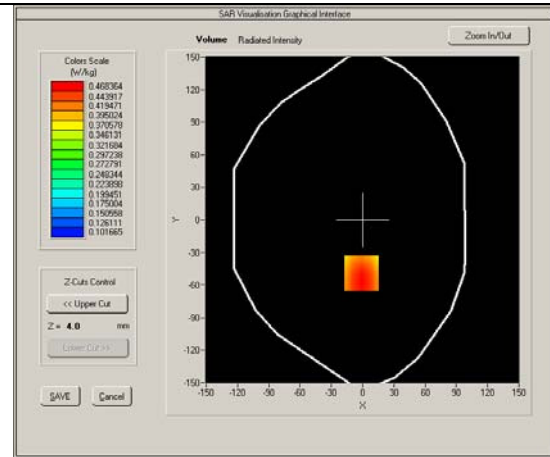 SAR Visualisation Graphical Interface
Volume Radiated Intensity
Zoom In/Out
Colors Scale
(W/kg)
0.468364
0.443917
0.419471
0.395024
0.370578
0.346131
0.321684
0.297238
0.272791
0.248344
0.223898
0.199451
0.175004
0.150558
0.126111
0.101665
Z-Cuts Control
<< Upper Cut
Z = 4.0 mm
Lower Cut >>
SAVE Cancel
150
120
90
60
30
0
-30
-60
-90
-120
-150
Y
-150 -120 -90 -60 -30 0 30 60 90 120 150
X